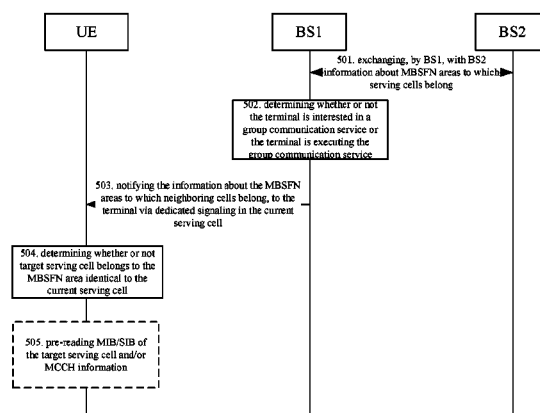 UE
BS1
BS2
501. exchanging, by BS1, with BS2
information about MBSFN areas to which
serving cells belong
502. determining whether or not
the terminal is interested in a
group communication service or
the terminal is executing the
group communication service
503. notifying the information about the MBSFN
areas to which neighboring cells belong, to the
terminal via dedicated signaling in the current
serving cell
504. determining whether or not
target serving cell belongs to the
MBSFN area identical to the
current serving cell
505. pre-reading MIB/SIB of
the target serving cell and/or
MCCH information